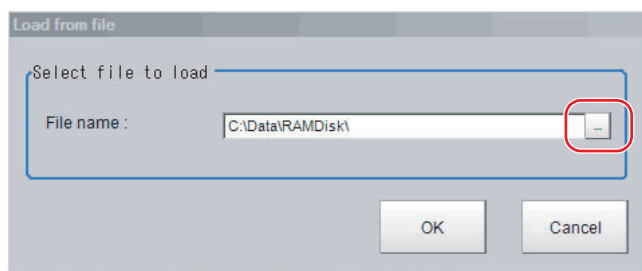 Load from file
Select file to load
File name :
C:\Data\RAMDisk\
...
OK
Cancel